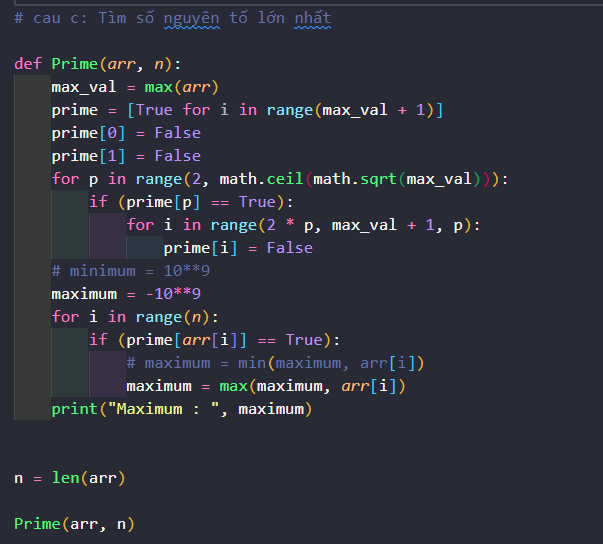 # cau c: Tìm số nguyên tố lớn nhất
def Prime(arr, n):
    max_val = max(arr)
    prime = [True for i in range(max_val + 1)]
    prime[0] = False
    prime[1] = False
    for p in range(2, math.ceil(math.sqrt(max_val))):
        if (prime[p] == True):
            for i in range(2 * p, max_val + 1, p):
                prime[i] = False
    # minimum = 10**9
    maximum = -10**9
    for i in range(n):
        if (prime[arr[i]] == True):
            # maximum = min(maximum, arr[i])
            maximum = max(maximum, arr[i])
    print("Maximum : ", maximum)
n = len(arr)
Prime(arr, n)